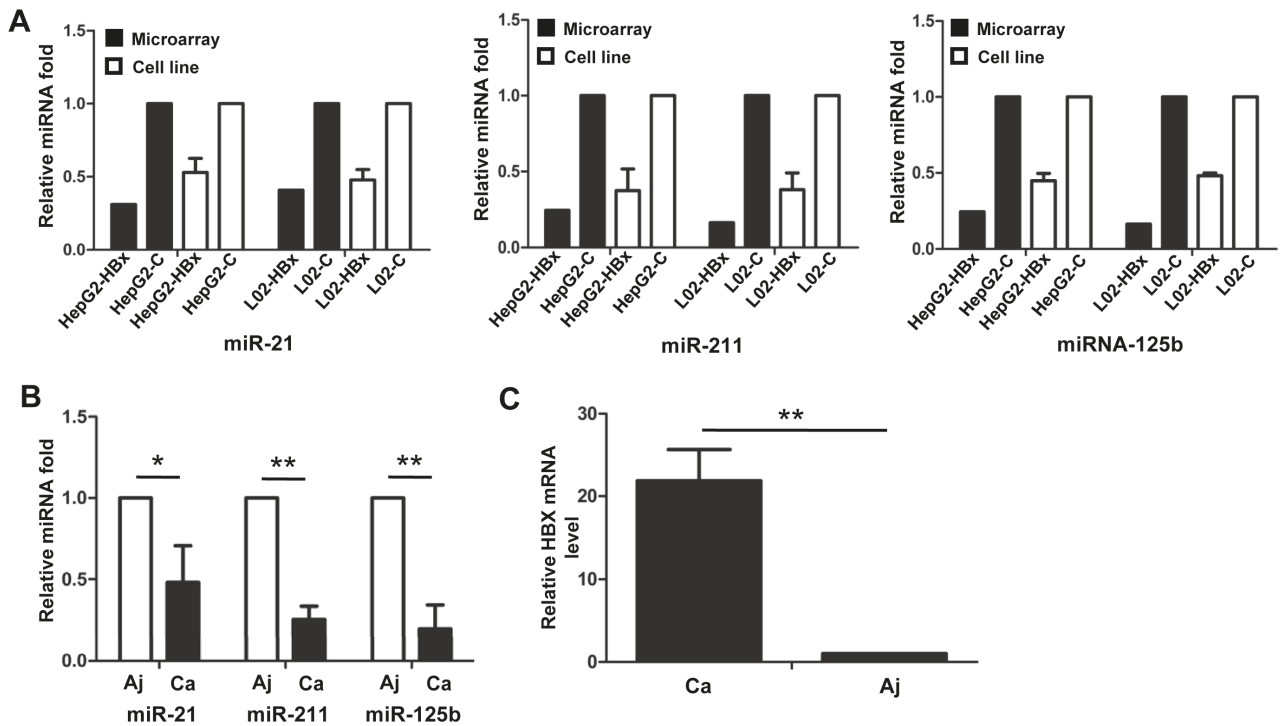 A
Relative miRNA fold
1.5
1.0
0.5
0.0
Microarray
Cell line
HepG2-HBx
HepG2-C
HepG2-HBx
HepG2-C
L02-HBx
L02-C
L02-HBx
L02-C
miR-21
Relative miRNA fold
1.5
1.0
0.5
0.0
Microarray
Cell line
HepG2-HBx
HepG2-C
HepG2-HBx
HepG2-C
L02-HBx
L02-C
L02-HBx
L02-C
miR-211
Relative miRNA fold
1.5
1.0
0.5
0.0
Microarray
Cell line
HepG2-HBx
HepG2-C
HepG2-HBx
HepG2-C
L02-HBx
L02-C
L02-HBx
L02-C
miRNA-125b
B
Relative miRNA fold
1.5
1.0
0.5
0.0
*
**
**
Aj Ca Aj Ca Aj Ca
miR-21 miR-211 miR-125b
C
Relative HBX mRNA
level
30
20
10
0
**
Ca Aj